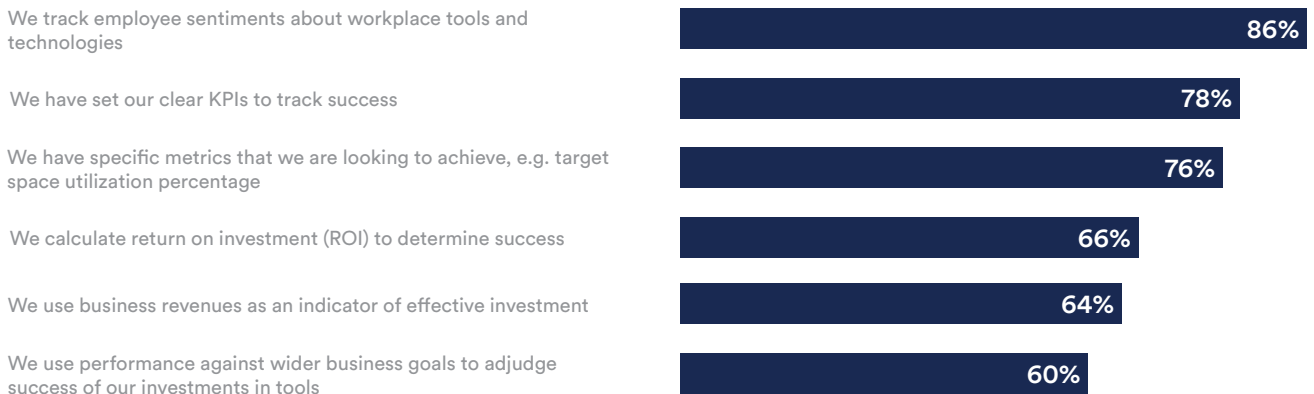 We track employee sentiments about workplace tools and
technologies
86%
We have set our clear KPIs to track success
78%
We have specific metrics that we are looking to achieve, e.g. target
space utilization percentage
76%
We calculate return on investment (ROI) to determine success
66%
We use business revenues as an indicator of effective investment
64%
We use performance against wider business goals to adjudge
success of our investments in tools
60%